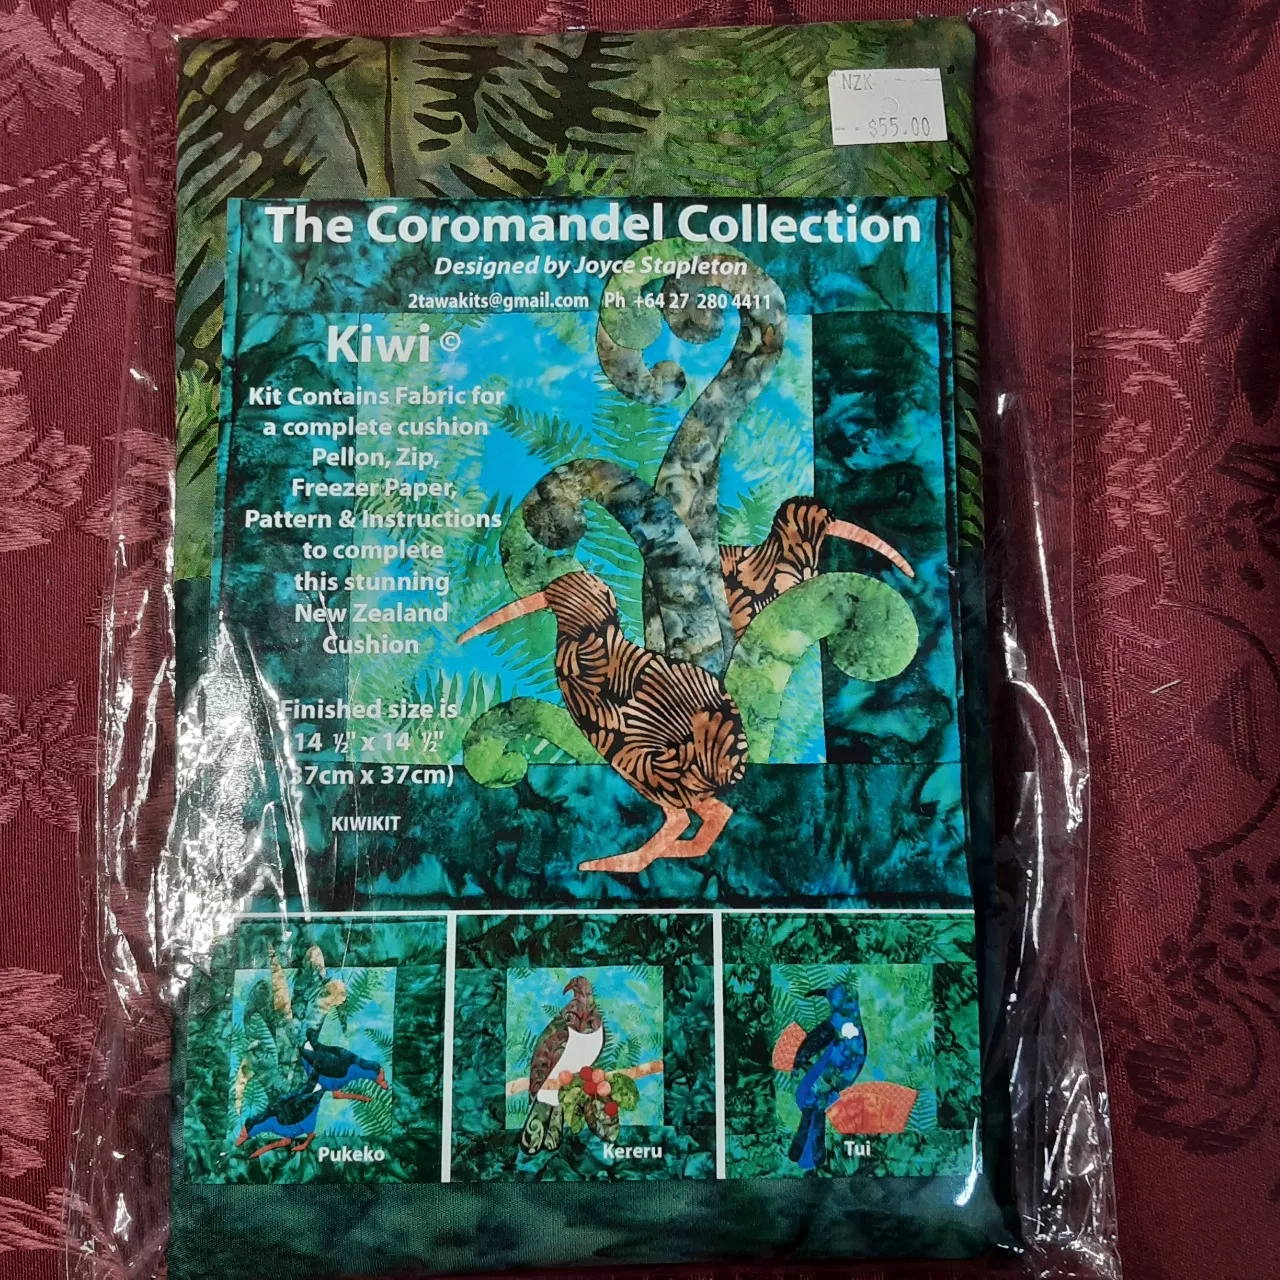 NZK
$55.00
The Coromandel Collection
Designed by Joyce Stapleton
2tawakits@gmail.com Ph +64 27 280 4411
Kiwi ©
Kit Contains Fabric for
a complete cushion
Pellon, Zip,
Freezer Paper,
Pattern & Instructions
to complete
this stunning
New Zealand
Cushion
Finished size is
14 ½" x 14 ½"
37cm x 37cm)
KIWIKIT
Pukeko
Kereru
Tui